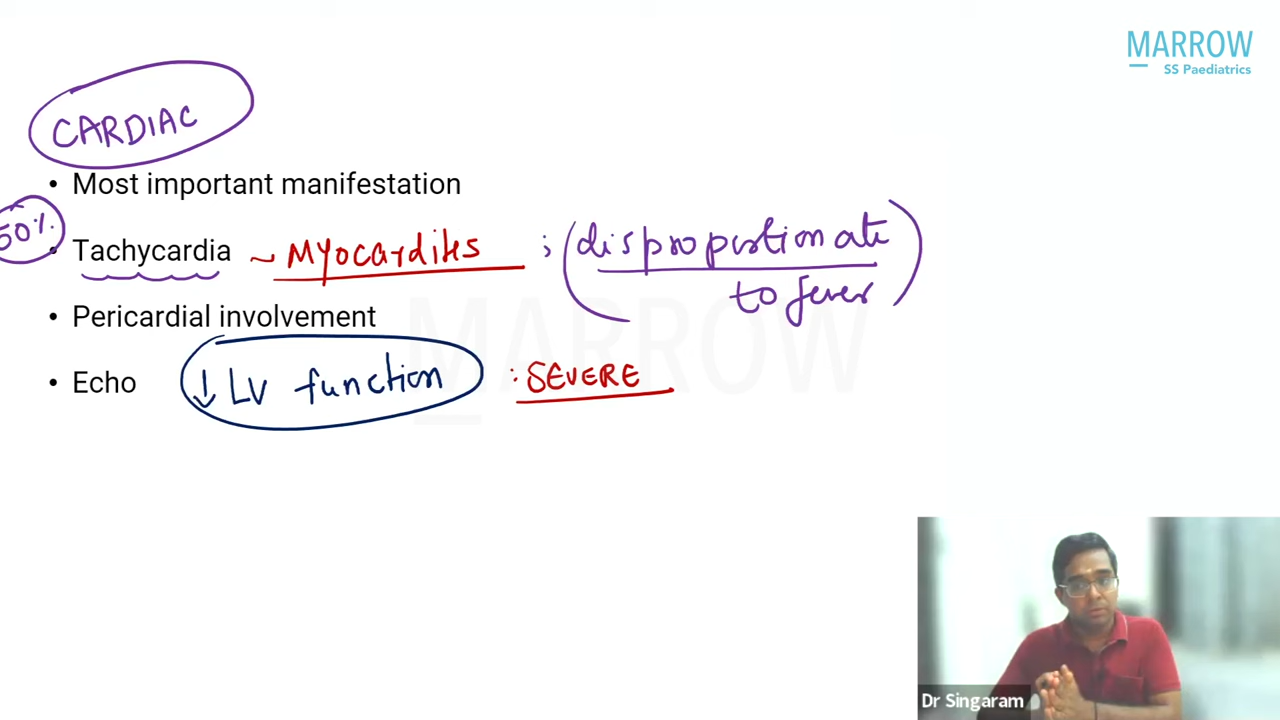 MARROW
SS Paediatrics
CARDIAC
• Most important manifestation
50%
• Tachycardia ~ Myocarditis ; (disproportionate
to fever)
• Pericardial involvement
• Echo ↓ LV function : SEVERE
MARROW
Dr Singaram